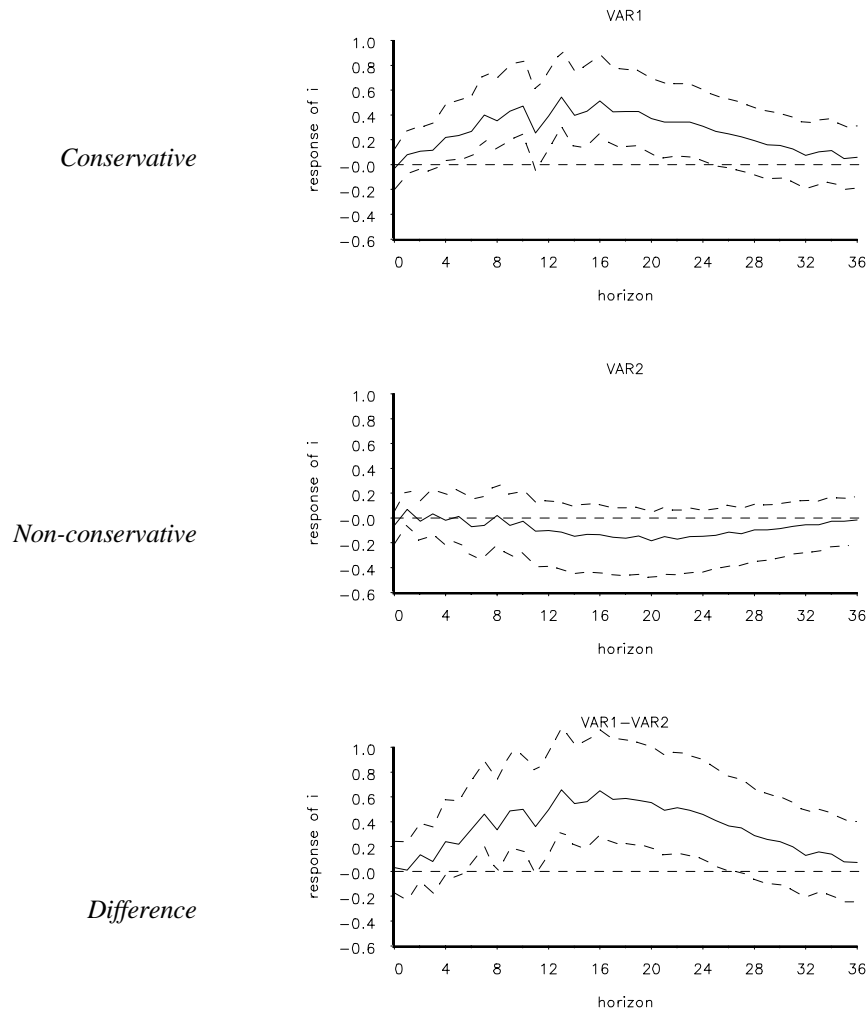 VAR1
Conservative
response of i
1.0
0.8
0.6
0.4
0.2
−0.0
−0.2
−0.4
−0.6
0 4 8 12 16 20 24 28 32 36
horizon
VAR2
Non-conservative
response of i
1.0
0.8
0.6
0.4
0.2
−0.0
−0.2
−0.4
−0.6
0 4 8 12 16 20 24 28 32 36
horizon
VAR1−VAR2
Difference
response of i
1.0
0.8
0.6
0.4
0.2
−0.0
−0.2
−0.4
−0.6
0 4 8 12 16 20 24 28 32 36
horizon